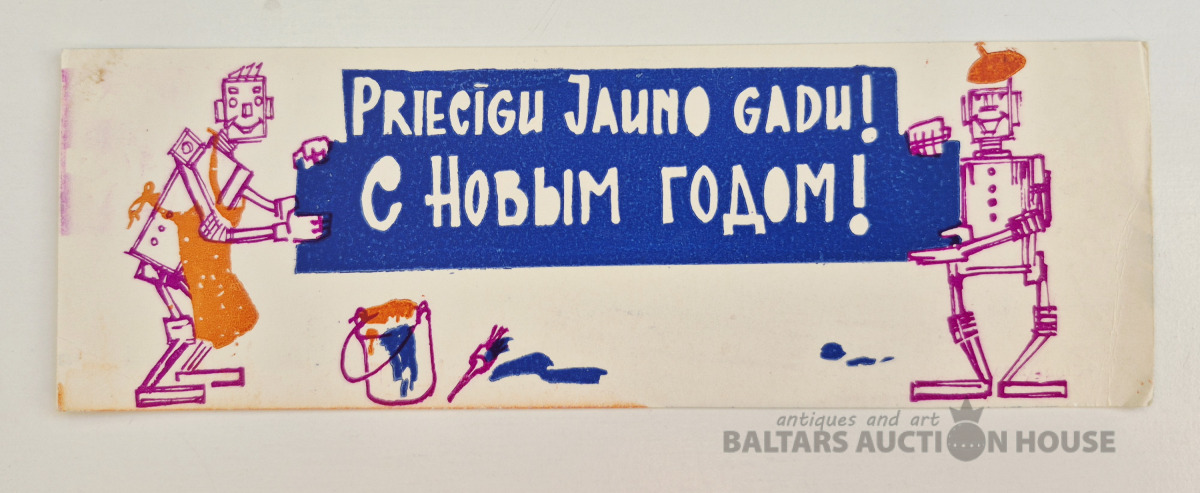 PRIECĪGU JAUNO GADU!
С НОВЫМ ГОДОМ!
antiques and art
BALTARS AUCTION HOUSE